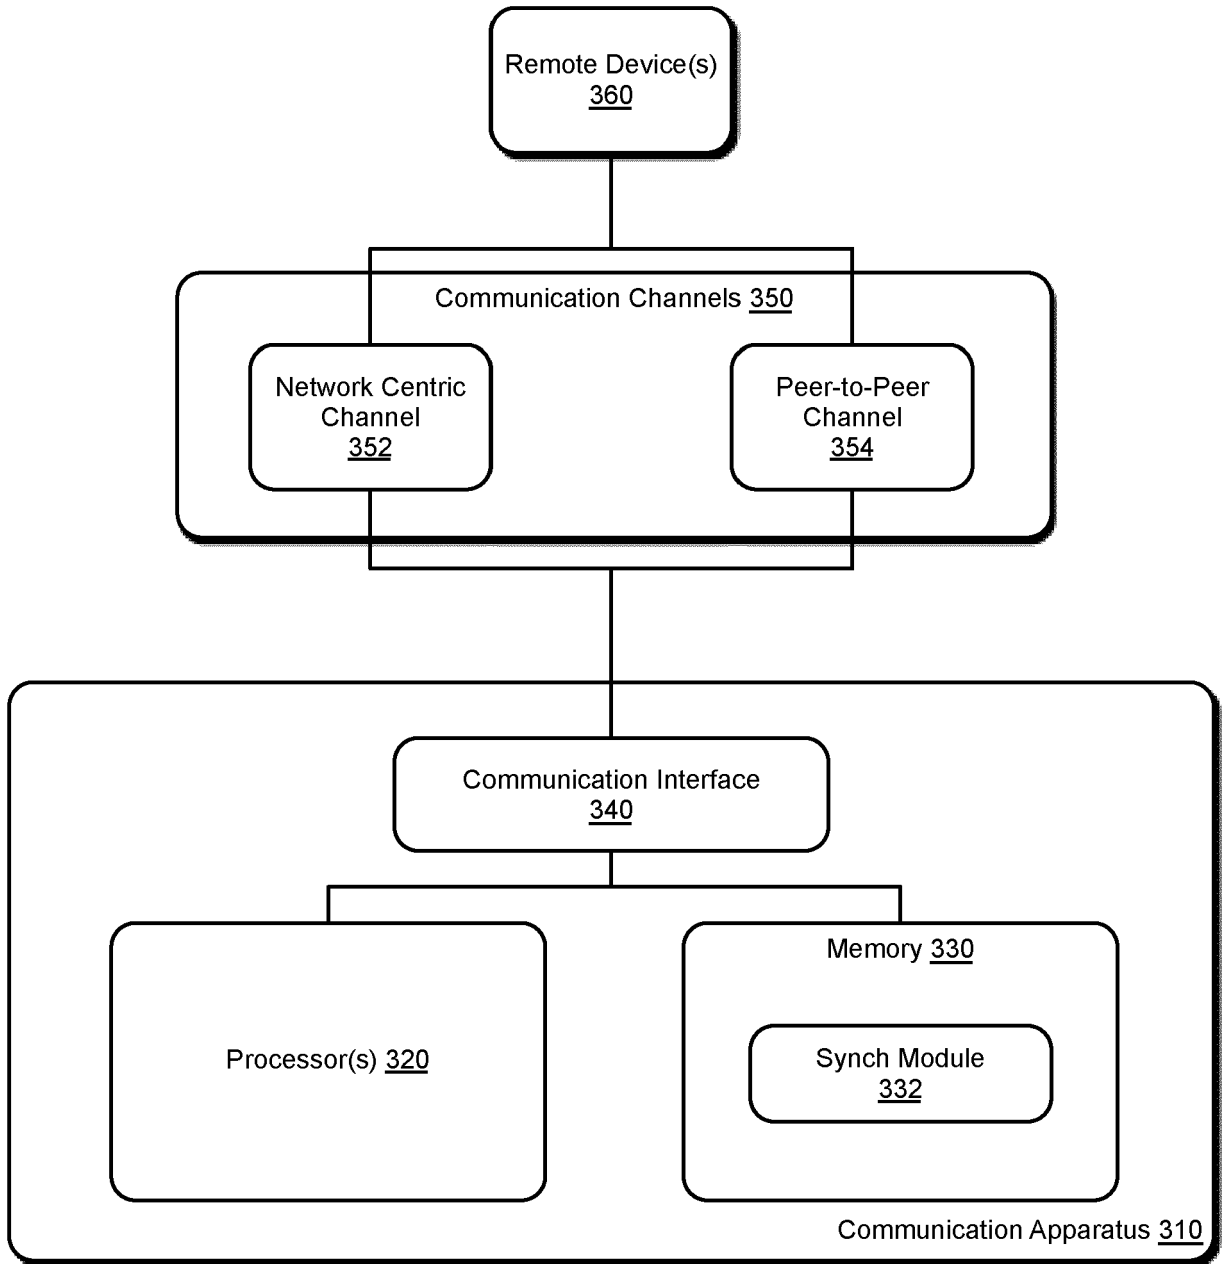 Remote Device(s)
360
Communication Channels 350
Network Centric
Channel
352
Peer-to-Peer
Channel
354
Communication Interface
340
Processor(s) 320
Memory 330
Synch Module
332
Communication Apparatus 310